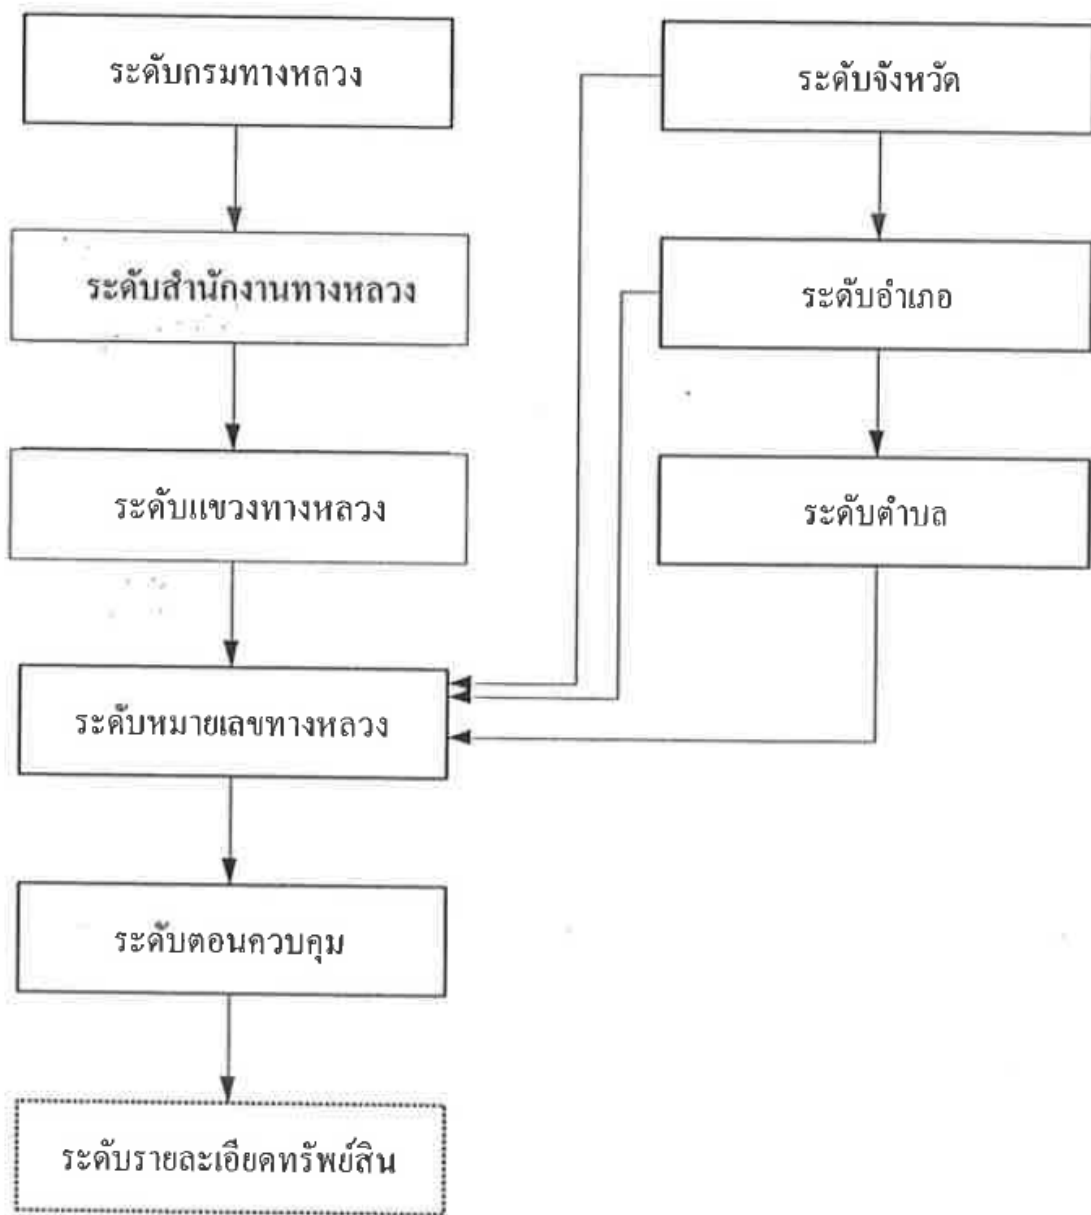 ระดับกรมทางหลวง
ระดับสำนักงานทางหลวง
ระดับแขวงทางหลวง
ระดับหมายเลขทางหลวง
ระดับตอนควบคุม
ระดับรายละเอียดทรัพย์สิน
ระดับจังหวัด
ระดับอำเภอ
ระดับตำบล